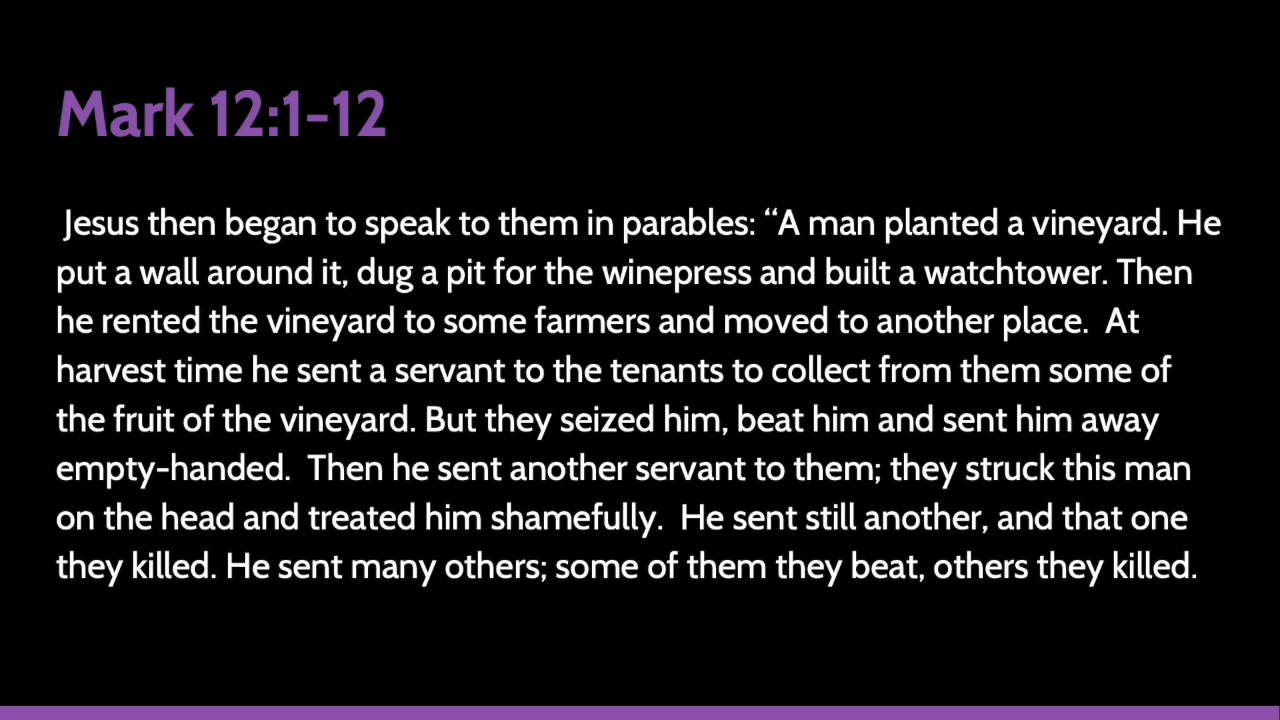 Mark 12:1-12
Jesus then began to speak to them in parables: “A man planted a vineyard. He
put a wall around it, dug a pit for the winepress and built a watchtower. Then
he rented the vineyard to some farmers and moved to another place.  At
harvest time he sent a servant to the tenants to collect from them some of
the fruit of the vineyard. But they seized him, beat him and sent him away
empty-handed.  Then he sent another servant to them; they struck this man
on the head and treated him shamefully.  He sent still another, and that one
they killed. He sent many others; some of them they beat, others they killed.